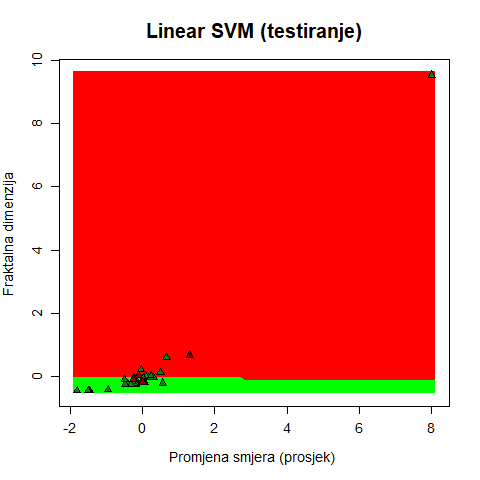 Linear SVM (testiranje)
Fraktalna dimenzija
10
8
6
4
2
0
-2 0 2 4 6 8
Promjena smjera (prosjek)